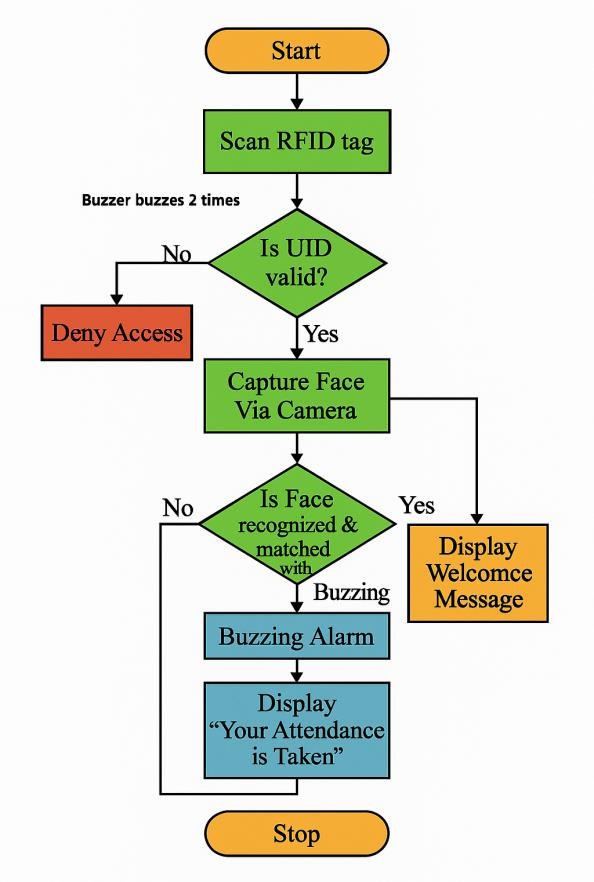 Start
Scan RFID tag
Buzzer buzzes 2 times
Is UID
valid?
No
Deny Access
Yes
Capture Face
Via Camera
Is Face
recognized &
matched
with
No
Yes
Display
Welcomce
Message
Buzzing
Buzzing Alarm
Display
“Your Attendance
is Taken”
Stop